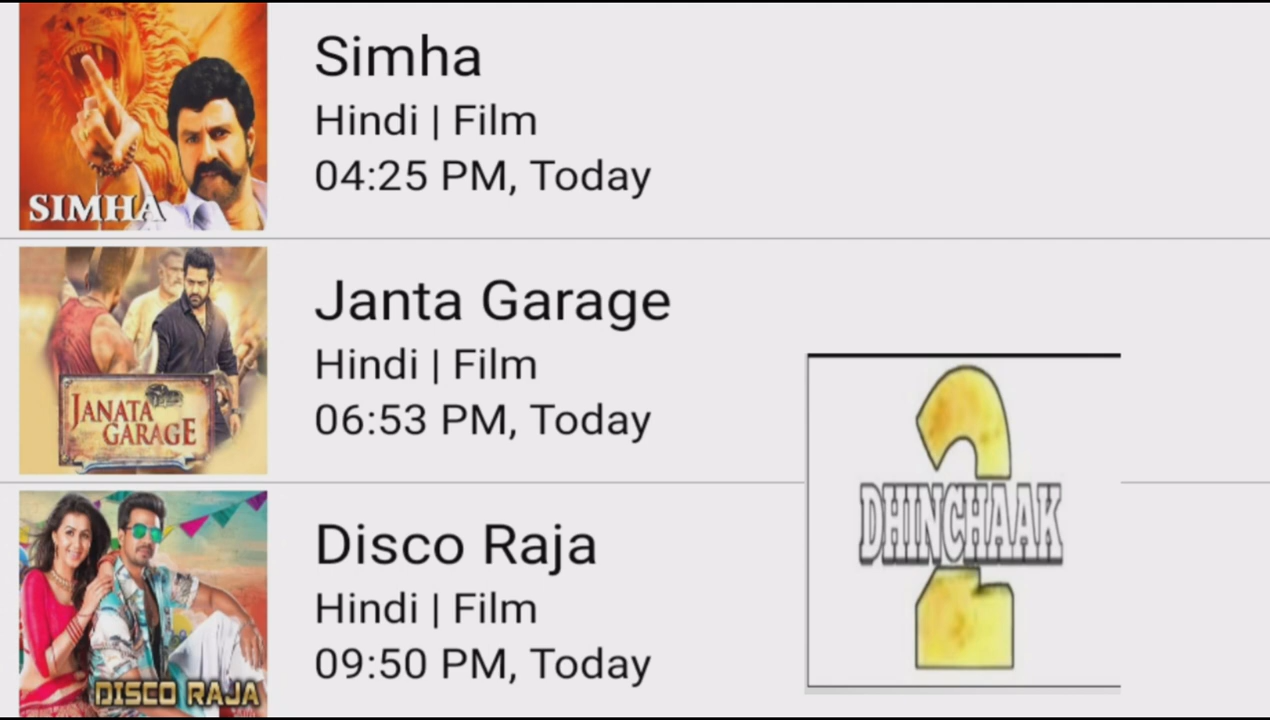 SIMHA
Simha
Hindi | Film
04:25 PM, Today
JANATA
GARAGE
Janta Garage
Hindi | Film
06:53 PM, Today
DISCO RAJA
Disco Raja
Hindi | Film
09:50 PM, Today
2
DHINCHAAK